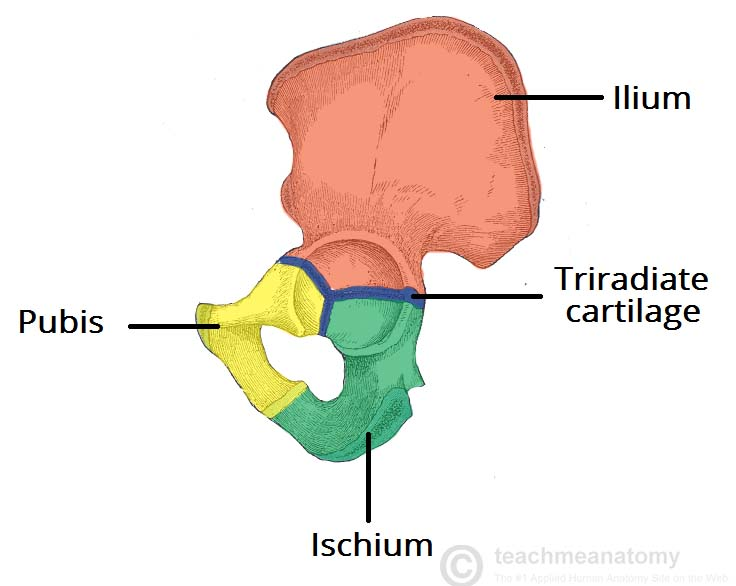 Ilium
Triradiate
cartilage
Pubis
Ischium
© teachmeanatomy
The #1 Applied Human Anatomy Site on the Web.